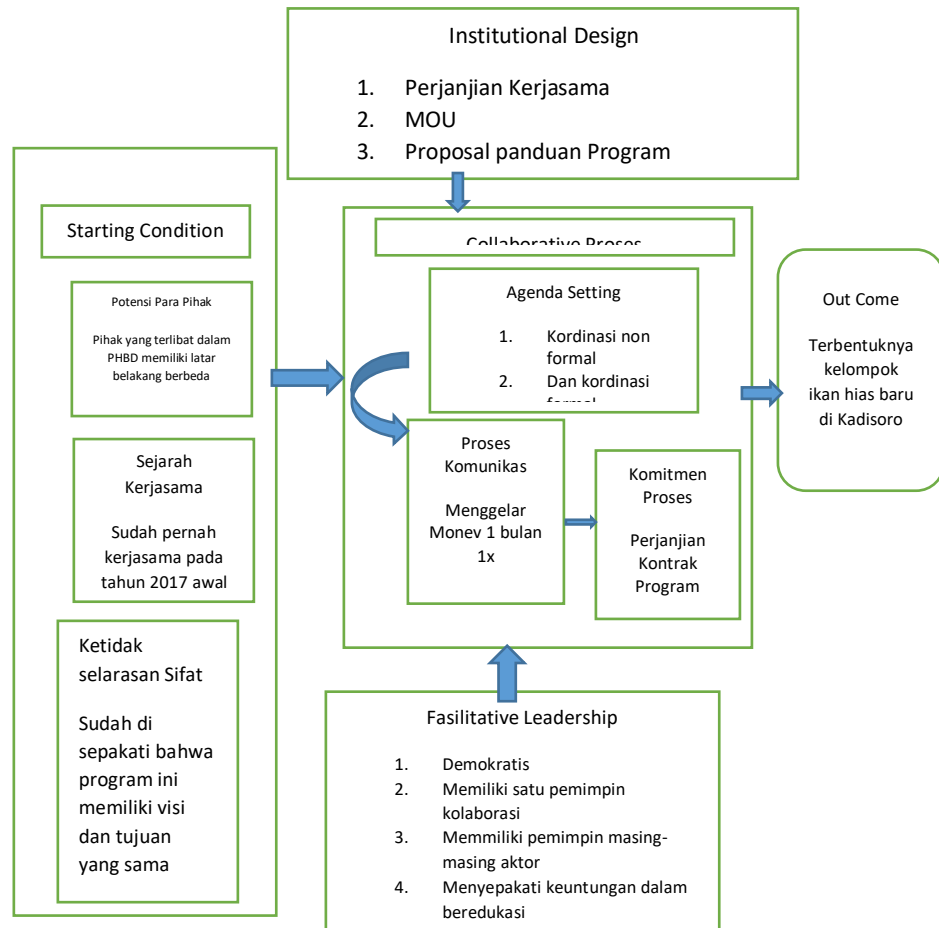 Institutional Design
1. Perjanjian Kerjasama
2. MOU
3. Proposal panduan Program
Starting Condition
Potensi Para Pihak
Pihak yang terlibat dalam
PHBD memiliki latar
belakang berbeda
Sejarah
Kerjasama
Sudah pernah
kerjasama pada
tahun 2017 awal
Ketidak
selarasan Sifat
Sudah di
sepakati bahwa
program ini
memiliki visi
dan tujuan
yang sama
Collaborative Proses
Agenda Setting
1. Kordinasi non
formal
2. Dan kordinasi
formal
Proses
Komunikas
Menggelar
Monev 1 bulan
1x
Komitmen
Proses
Perjanjian
Kontrak
Program
Out Come
Terbentuknya
kelompok
ikan hias baru
di Kadisoro
Fasilitative Leadership
1. Demokratis
2. Memiliki satu pemimpin
kolaborasi
3. Memmiliki pemimpin masing-
masing aktor
4. Menyepakati keuntungan dalam
beredukasi